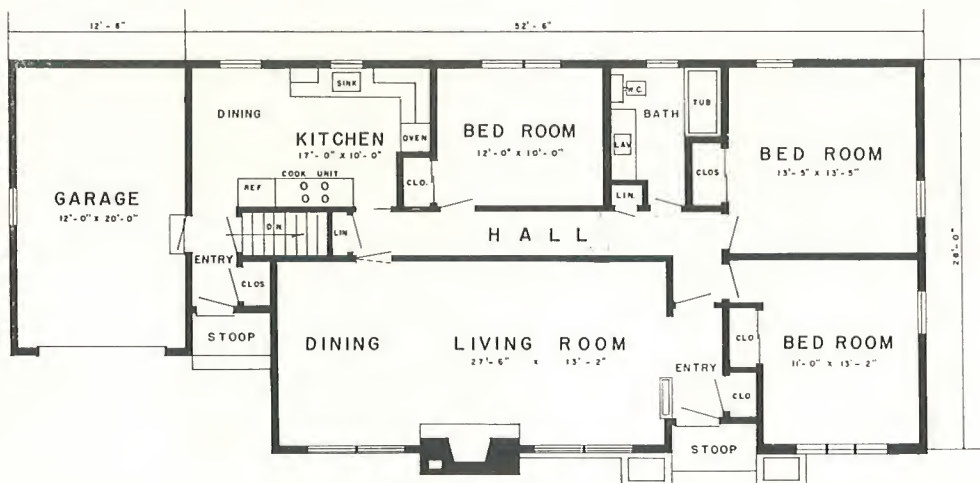 12'-8"
52'-6"
SINK
W.C.
TUB
DINING
BATH
KITCHEN
17'-0" X 10'-0"
OVEN
BED ROOM
12'-0" X 10'-0"
LAV
BED ROOM
13'-5" X 13'-5"
COOK UNIT
REF
CLO.
CLOS
LIN.
GARAGE
12'-0" X 20'-0"
DN.
LIN
HALL
28'-0"
ENTRY
CLOS
STOOP
DINING
LIVING ROOM
27'-6" X 13'-2"
CLO
BED ROOM
11'-0" X 13'-2"
ENTRY
CLO
STOOP